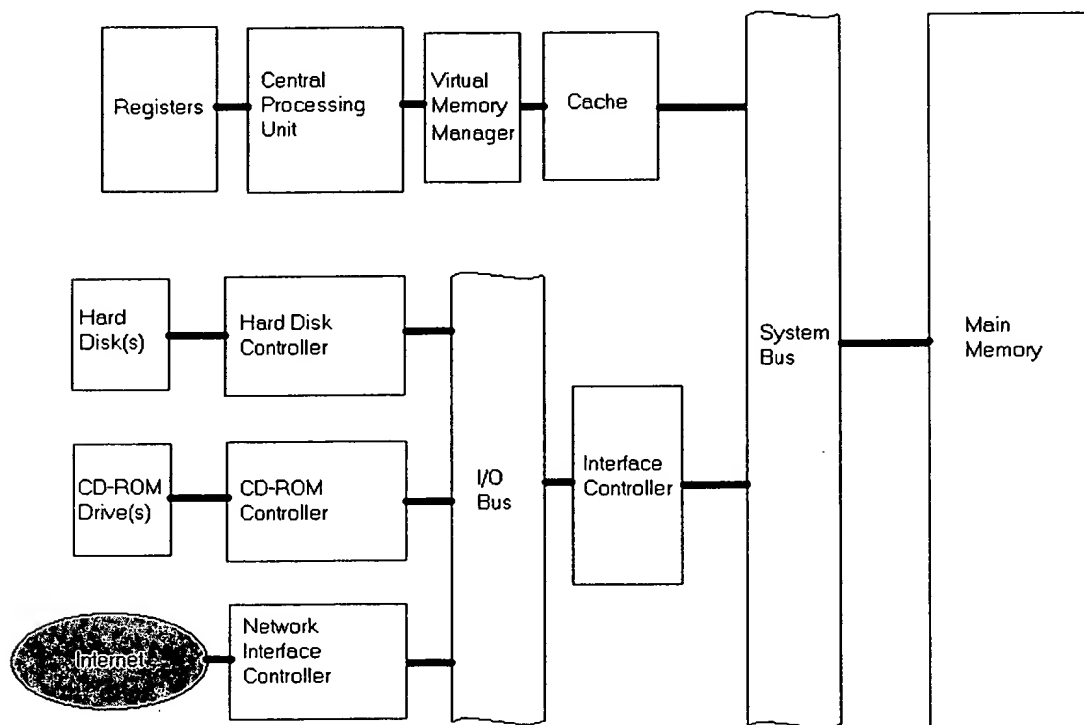 Registers
Central
Processing
Unit
Virtual
Memory
Manager
Cache
Hard
Disk(s)
Hard Disk
Controller
CD-ROM
Drive(s)
CD-ROM
Controller
Internet
Network
Interface
Controller
I/O
Bus
Interface
Controller
System
Bus
Main
Memory